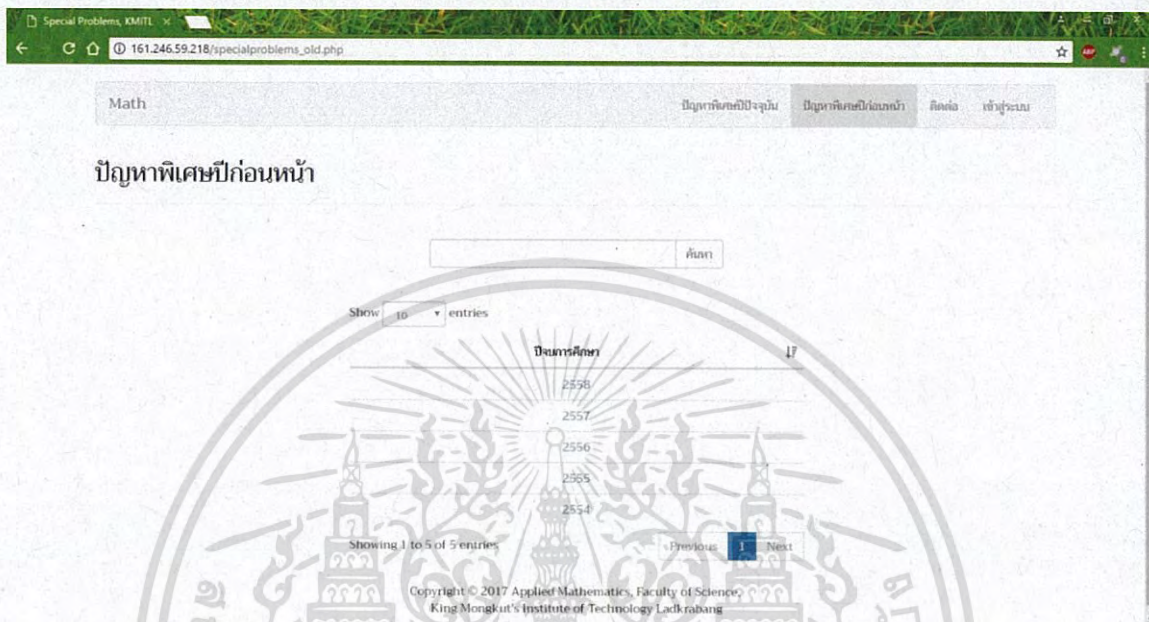 Special Problems, KMITL
161.246.59.218/specialproblems_old.php
Math ปัญหาพิเศษปีปัจจุบัน ปัญหาพิเศษปีก่อนหน้า ติดต่อ เข้าสู่ระบบ
ปัญหาพิเศษปีก่อนหน้า
ค้นหา
Show 10 entries
ปีจบการศึกษา
2558
2557
2556
2555
2554
Showing 1 to 5 of 5 entries
Previous 1 Next
Copyright © 2017 Applied Mathematics, Faculty of Science,
King Mongkut's Institute of Technology Ladkrabang